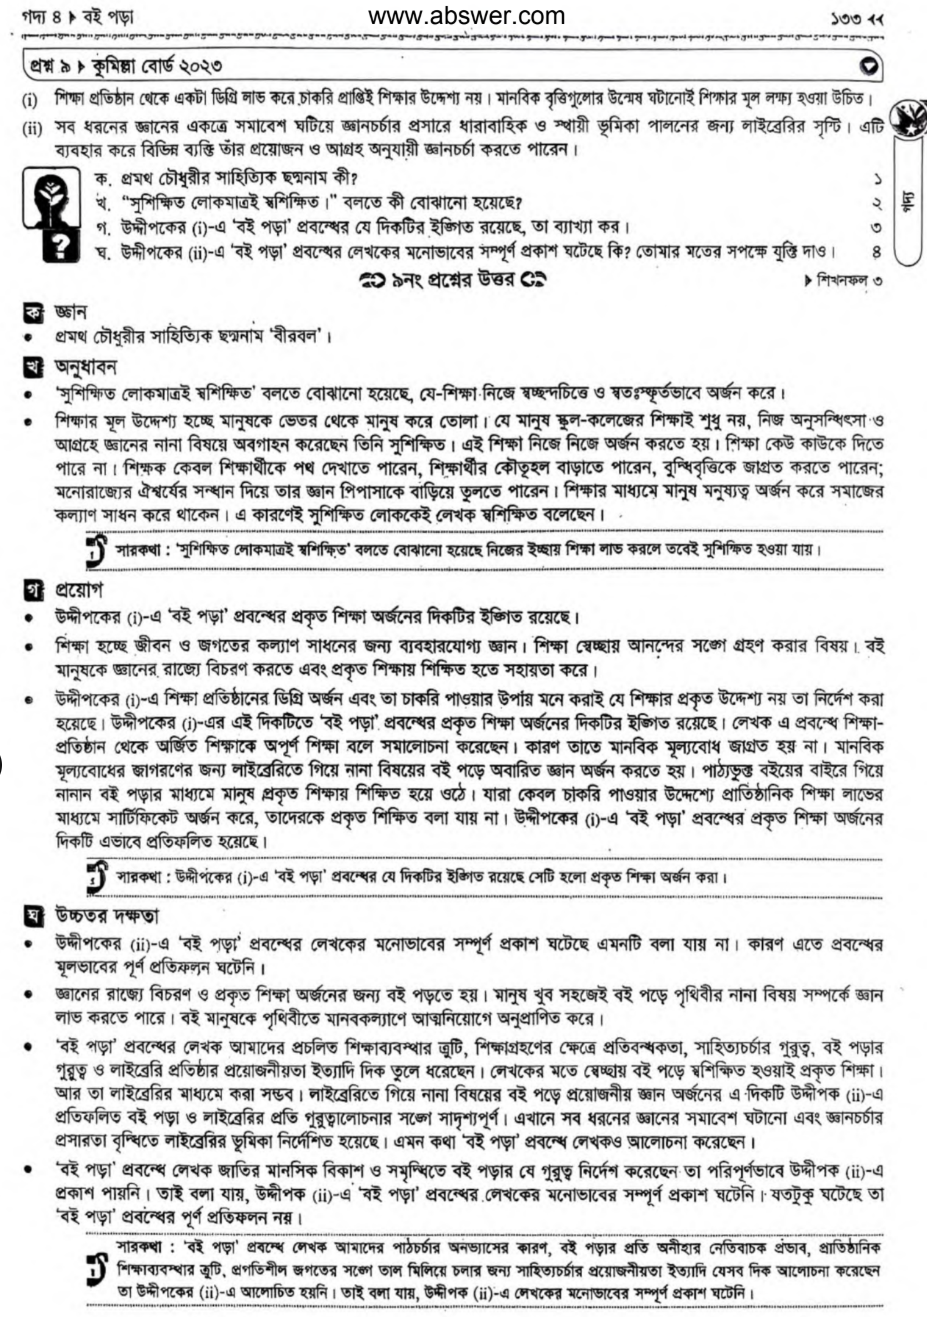 গদ্য ৪ ▶ বই পড়া
www.abswer.com
১৩৩ ◀◀
প্রশ্ন ৯ ▶ কুমিল্লা বোর্ড ২০২৩
(i) শিক্ষা প্রতিষ্ঠান থেকে একটা ডিগ্রি লাভ করে চাকরি প্রাপ্তিই শিক্ষার উদ্দেশ্য নয়। মানবিক বৃত্তিগুলোর উন্মেষ ঘটানোই শিক্ষার মূল লক্ষ্য হওয়া উচিত।
(ii) সব ধরনের জ্ঞানের একত্রে সমাবেশ ঘটিয়ে জ্ঞানচর্চার প্রসারে ধারাবাহিক ও স্থায়ী ভূমিকা পালনের জন্য লাইব্রেরির সৃষ্টি। এটি
ব্যবহার করে বিভিন্ন ব্যক্তি তাঁর প্রয়োজন ও আগ্রহ অনুযায়ী জ্ঞানচর্চা করতে পারেন।
ক. প্রমথ চৌধুরীর সাহিত্যিক ছদ্মনাম কী? ১
খ. “সুশিক্ষিত লোকমাত্রই স্বশিক্ষিত।” বলতে কী বোঝানো হয়েছে? ২
গ. উদ্দীপকের (i)-এ ‘বই পড়া’ প্রবন্ধের যে দিকটির ইঙ্গিত রয়েছে, তা ব্যাখ্যা কর। ৩
ঘ. উদ্দীপকের (ii)-এ ‘বই পড়া’ প্রবন্ধের লেখকের মনোভাবের সম্পূর্ণ প্রকাশ ঘটেছে কি? তোমার মতের সপক্ষে যুক্তি দাও। ৪
গদ্য
৯নং প্রশ্নের উত্তর
▶ শিখনফল ৩
ক জ্ঞান
• প্রমথ চৌধুরীর সাহিত্যিক ছদ্মনাম ‘বীরবল’।
খ অনুধাবন
• ‘সুশিক্ষিত লোকমাত্রই স্বশিক্ষিত’ বলতে বোঝানো হয়েছে, যে-শিক্ষা নিজে স্বচ্ছন্দচিত্তে ও স্বতঃস্ফূর্তভাবে অর্জন করে।
• শিক্ষার মূল উদ্দেশ্য হচ্ছে মানুষকে ভেতর থেকে মানুষ করে তোলা। যে মানুষ স্কুল-কলেজের শিক্ষাই শুধু নয়, নিজ অনুসন্ধিৎসা ও
আগ্রহে জ্ঞানের নানা বিষয়ে অবগাহন করেছেন তিনি সুশিক্ষিত। এই শিক্ষা নিজে নিজে অর্জন করতে হয়। শিক্ষা কেউ কাউকে দিতে
পারে না। শিক্ষক কেবল শিক্ষার্থীকে পথ দেখাতে পারেন, শিক্ষার্থীর কৌতূহল বাড়াতে পারেন, বুদ্ধিবৃত্তিকে জাগ্রত করতে পারেন;
মনোরাজ্যের ঐশ্বর্যের সন্ধান দিয়ে তার জ্ঞান পিপাসাকে বাড়িয়ে তুলতে পারেন। শিক্ষার মাধ্যমে মানুষ মনুষ্যত্ব অর্জন করে সমাজের
কল্যাণ সাধন করে থাকেন। এ কারণেই সুশিক্ষিত লোককেই লেখক স্বশিক্ষিত বলেছেন।
সারকথা : ‘সুশিক্ষিত লোকমাত্রই স্বশিক্ষিত’ বলতে বোঝানো হয়েছে নিজের ইচ্ছায় শিক্ষা লাভ করলে তবেই সুশিক্ষিত হওয়া যায়।
গ প্রয়োগ
• উদ্দীপকের (i)-এ ‘বই পড়া’ প্রবন্ধের প্রকৃত শিক্ষা অর্জনের দিকটির ইঙ্গিত রয়েছে।
• শিক্ষা হচ্ছে জীবন ও জগতের কল্যাণ সাধনের জন্য ব্যবহারযোগ্য জ্ঞান। শিক্ষা স্বেচ্ছায় আনন্দের সঙ্গে গ্রহণ করার বিষয়। বই
মানুষকে জ্ঞানের রাজ্যে বিচরণ করতে এবং প্রকৃত শিক্ষায় শিক্ষিত হতে সহায়তা করে।
• উদ্দীপকের (i)-এ শিক্ষা প্রতিষ্ঠানের ডিগ্রি অর্জন এবং তা চাকরি পাওয়ার উপায় মনে করাই যে শিক্ষার প্রকৃত উদ্দেশ্য নয় তা নির্দেশ করা
হয়েছে। উদ্দীপকের (i)-এর এই দিকটিতে ‘বই পড়া’ প্রবন্ধের প্রকৃত শিক্ষা অর্জনের দিকটির ইঙ্গিত রয়েছে। লেখক এ প্রবন্ধে শিক্ষা-
প্রতিষ্ঠান থেকে অর্জিত শিক্ষাকে অপূর্ণ শিক্ষা বলে সমালোচনা করেছেন। কারণ তাতে মানবিক মূল্যবোধ জাগ্রত হয় না। মানবিক
মূল্যবোধের জাগরণের জন্য লাইব্রেরিতে গিয়ে নানা বিষয়ের বই পড়ে অবারিত জ্ঞান অর্জন করতে হয়। পাঠ্যভুক্ত বইয়ের বাইরে গিয়ে
নানান বই পড়ার মাধ্যমে মানুষ প্রকৃত শিক্ষায় শিক্ষিত হয়ে ওঠে। যারা কেবল চাকরি পাওয়ার উদ্দেশ্যে প্রাতিষ্ঠানিক শিক্ষা লাভের
মাধ্যমে সার্টিফিকেট অর্জন করে, তাদেরকে প্রকৃত শিক্ষিত বলা যায় না। উদ্দীপকের (i)-এ ‘বই পড়া’ প্রবন্ধের প্রকৃত শিক্ষা অর্জনের
দিকটি এভাবে প্রতিফলিত হয়েছে।
সারকথা : উদ্দীপকের (i)-এ ‘বই পড়া’ প্রবন্ধের যে দিকটির ইঙ্গিত রয়েছে সেটি হলো প্রকৃত শিক্ষা অর্জন করা।
ঘ উচ্চতর দক্ষতা
• উদ্দীপকের (ii)-এ ‘বই পড়া’ প্রবন্ধের লেখকের মনোভাবের সম্পূর্ণ প্রকাশ ঘটেছে এমনটি বলা যায় না। কারণ এতে প্রবন্ধের
মূলভাবের পূর্ণ প্রতিফলন ঘটেনি।
• জ্ঞানের রাজ্যে বিচরণ ও প্রকৃত শিক্ষা অর্জনের জন্য বই পড়তে হয়। মানুষ খুব সহজেই বই পড়ে পৃথিবীর নানা বিষয় সম্পর্কে জ্ঞান
লাভ করতে পারে। বই মানুষকে পৃথিবীতে মানবকল্যাণে আত্মনিয়োগে অনুপ্রাণিত করে।
• ‘বই পড়া’ প্রবন্ধের লেখক আমাদের প্রচলিত শিক্ষাব্যবস্থার ত্রুটি, শিক্ষাগ্রহণের ক্ষেত্রে প্রতিবন্ধকতা, সাহিত্যচর্চার গুরুত্ব, বই পড়ার
গুরুত্ব ও লাইব্রেরি প্রতিষ্ঠার প্রয়োজনীয়তা ইত্যাদি দিক তুলে ধরেছেন। লেখকের মতে স্বেচ্ছায় বই পড়ে স্বশিক্ষিত হওয়াই প্রকৃত শিক্ষা।
আর তা লাইব্রেরির মাধ্যমে করা সম্ভব। লাইব্রেরিতে গিয়ে নানা বিষয়ের বই পড়ে প্রয়োজনীয় জ্ঞান অর্জনের এ দিকটি উদ্দীপক (ii)-এ
প্রতিফলিত বই পড়া ও লাইব্রেরির প্রতি গুরুত্বালোচনার সঙ্গে সাদৃশ্যপূর্ণ। এখানে সব ধরনের জ্ঞানের সমাবেশ ঘটানো এবং জ্ঞানচর্চার
প্রসারতা বৃদ্ধিতে লাইব্রেরির ভূমিকা নির্দেশিত হয়েছে। এমন কথা ‘বই পড়া’ প্রবন্ধে লেখকও আলোচনা করেছেন।
• ‘বই পড়া’ প্রবন্ধে লেখক জাতির মানসিক বিকাশ ও সমৃদ্ধিতে বই পড়ার যে গুরুত্ব নির্দেশ করেছেন তা পরিপূর্ণভাবে উদ্দীপক (ii)-এ
প্রকাশ পায়নি। তাই বলা যায়, উদ্দীপক (ii)-এ ‘বই পড়া’ প্রবন্ধের লেখকের মনোভাবের সম্পূর্ণ প্রকাশ ঘটেনি। যতটুকু ঘটেছে তা
‘বই পড়া’ প্রবন্ধের পূর্ণ প্রতিফলন নয়।
সারকথা : ‘বই পড়া’ প্রবন্ধে লেখক আমাদের পাঠচর্চার অনভ্যাসের কারণ, বই পড়ার প্রতি অনীহার নেতিবাচক প্রভাব, প্রাতিষ্ঠানিক
শিক্ষাব্যবস্থার ত্রুটি, প্রগতিশীল জগতের সঙ্গে তাল মিলিয়ে চলার জন্য সাহিত্যচর্চার প্রয়োজনীয়তা ইত্যাদি যেসব দিক আলোচনা করেছেন
তা উদ্দীপকের (ii)-এ আলোচিত হয়নি। তাই বলা যায়, উদ্দীপক (ii)-এ লেখকের মনোভাবের সম্পূর্ণ প্রকাশ ঘটেনি।